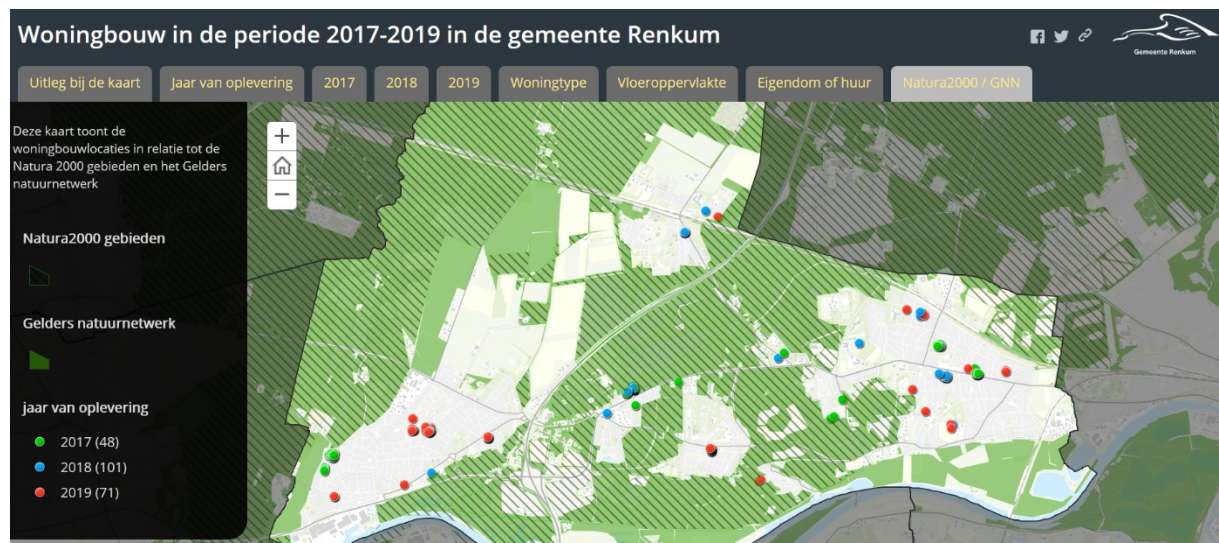 Woningbouw in de periode 2017-2019 in de gemeente Renkum
Gemeente Renkum
Uitleg bij de kaart
Jaar van oplevering
2017
2018
2019
Woningtype
Vloeroppervlakte
Eigendom of huur
Natura2000 / GNN
Deze kaart toont de
woningbouwlocaties in relatie tot de
Natura 2000 gebieden en het Gelders
natuurnetwerk
Natura2000 gebieden
Gelders natuurnetwerk
jaar van oplevering
2017 (48)
2018 (101)
2019 (71)